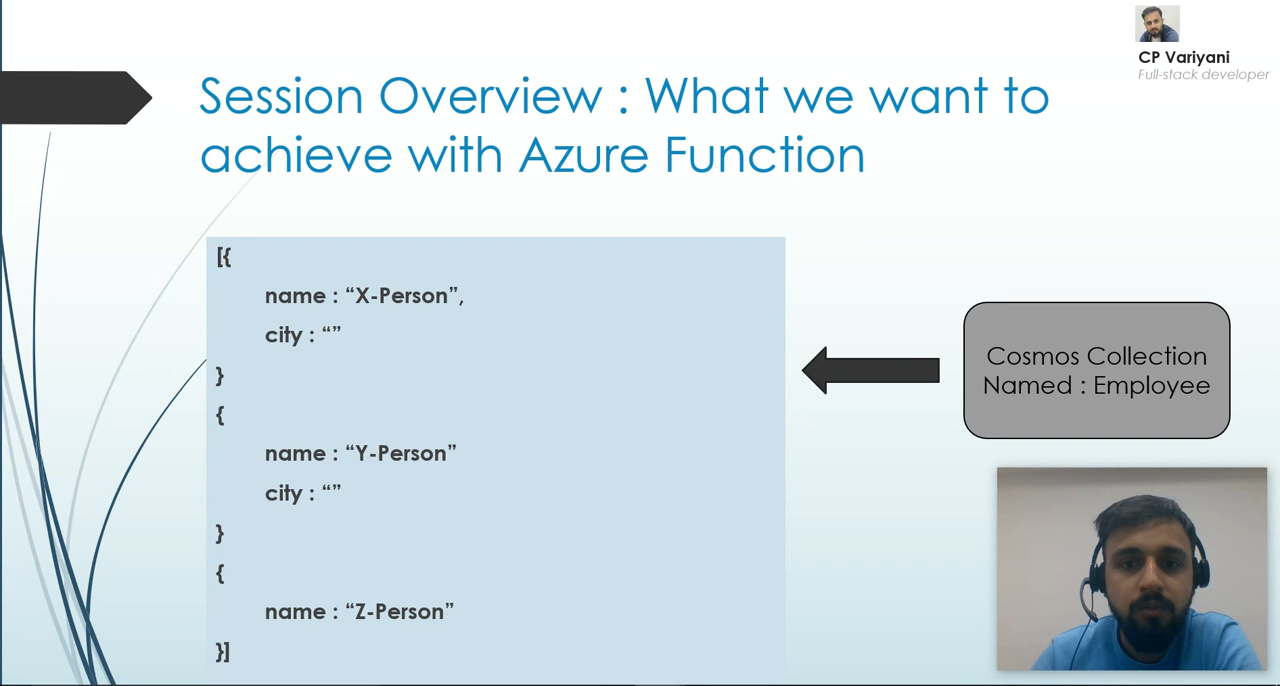 CP Variyani
Full-stack developer
Session Overview : What we want to
achieve with Azure Function
[{
name : “X-Person”,
city : “”
}
{
name : “Y-Person”
city : “”
}
{
name : “Z-Person”
}]
Cosmos Collection
Named : Employee